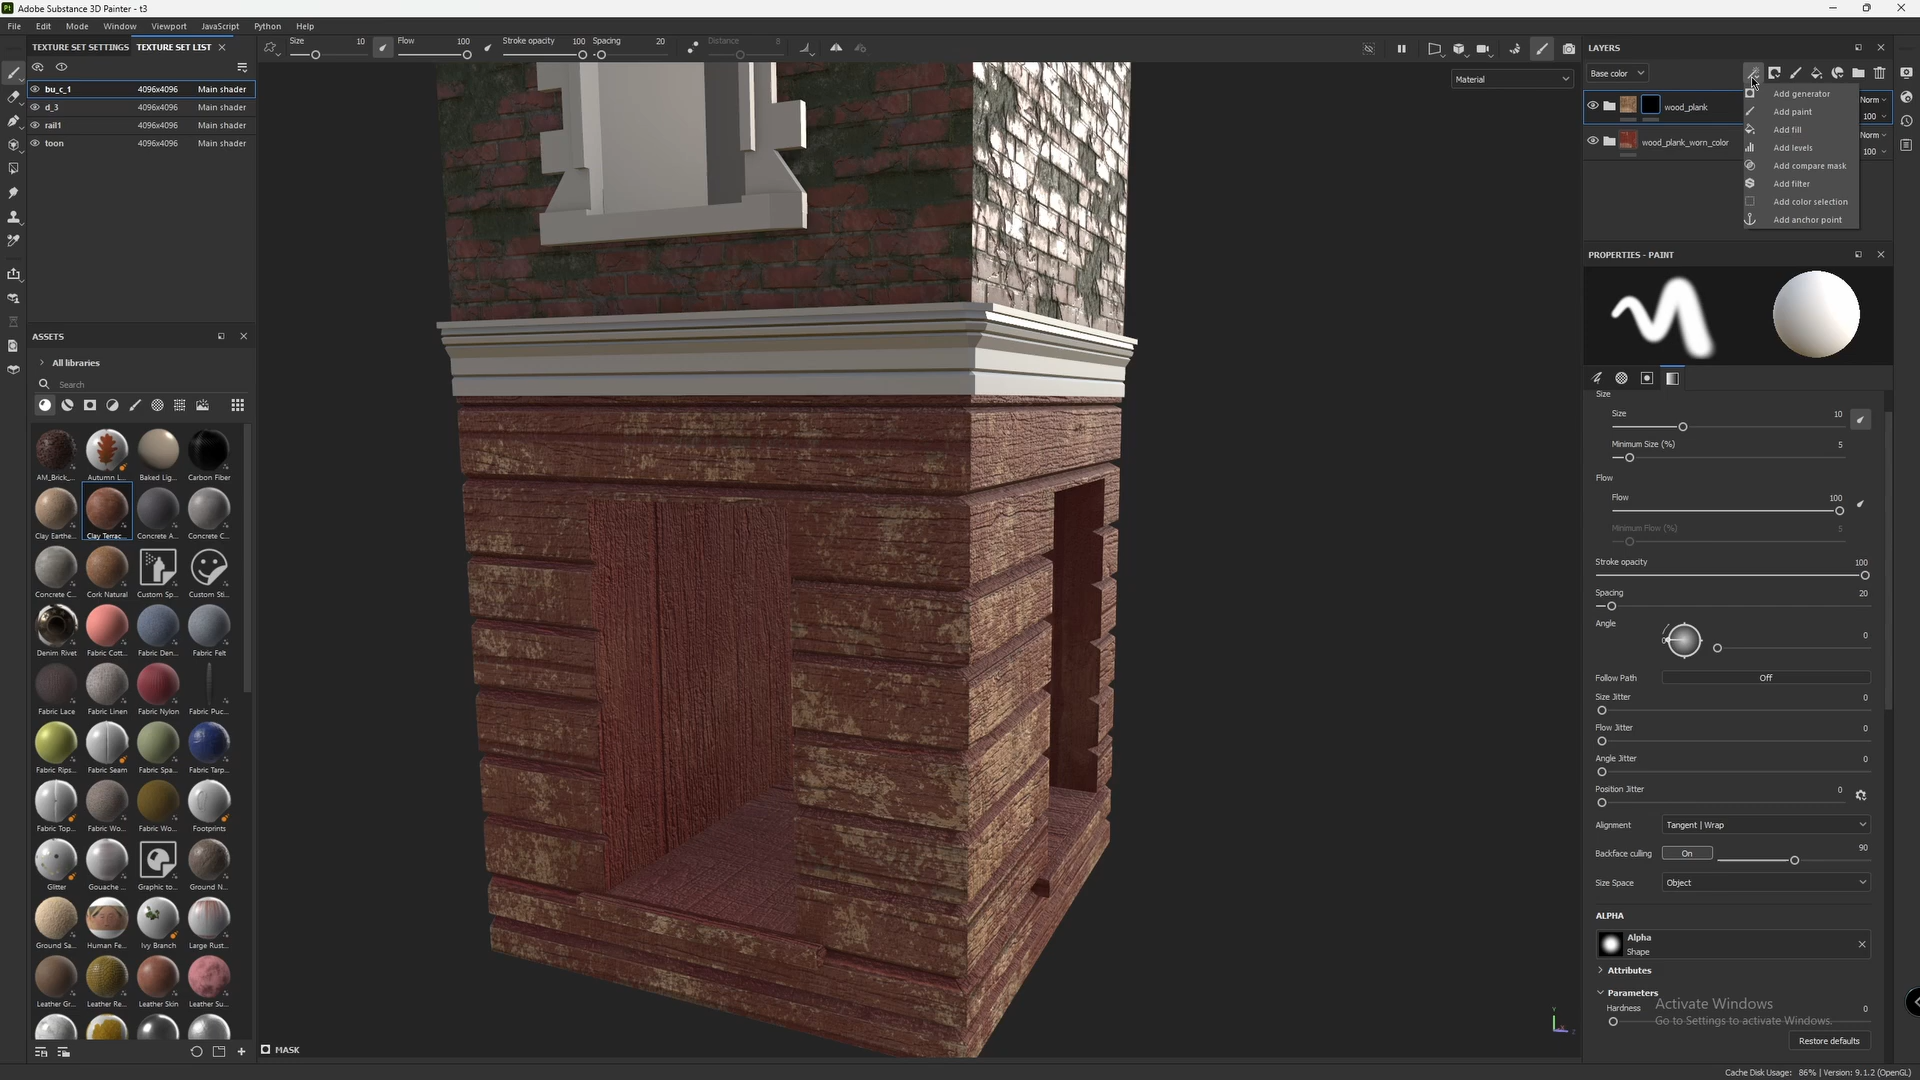 Adobe Substance 3D Painter - t3
File Edit Mode Window Viewport JavaScript Python Help
TEXTURE SET SETTINGS TEXTURE SET LIST
Size 10 Flow 100 Stroke opacity 100 Spacing 20 Distance 8
Material
bu_c_1 4096x4096 Main shader
d_3 4096x4096 Main shader
rail1 4096x4096 Main shader
toon 4096x4096 Main shader
ASSETS
All libraries
Search
AM_Brick_... Autumn L... Baked Lig... Carbon Fiber
Clay Earthe... Clay Terrac... Concrete A... Concrete C...
Concrete C... Cork Natural Custom Sp... Custom Sti...
Denim Rivet Fabric Cott... Fabric Den... Fabric Felt
Fabric Lace Fabric Linen Fabric Nylon Fabric Puc...
Fabric Rips... Fabric Seam Fabric Spa... Fabric Tarp...
Fabric Top... Fabric Wo... Fabric Wo... Footprints
Glitter Gouache ... Graphic to... Ground N...
Ground Sa... Human Fe... Ivy Branch Large Rust...
Leather Gr... Leather Re... Leather Skin Leather Su...
MASK
LAYERS
Base color
wood_plank Norm 100
wood_plank_worn_color Norm 100
Add generator
Add paint
Add fill
Add levels
Add compare mask
Add filter
Add color selection
Add anchor point
PROPERTIES - PAINT
Size
Size 10
Minimum Size (%) 5
Flow
Flow 100
Minimum Flow (%) 5
Stroke opacity 100
Spacing 20
Angle 0
Follow Path Off
Size Jitter 0
Flow Jitter 0
Angle Jitter 0
Position Jitter 0
Alignment Tangent | Wrap
Backface culling On 90
Size Space Object
ALPHA
Alpha
Shape
Attributes
Parameters
Hardness 0
Activate Windows
Go to Settings to activate Windows.
Restore defaults
Cache Disk Usage: 86% | Version: 9.1.2 (OpenGL)